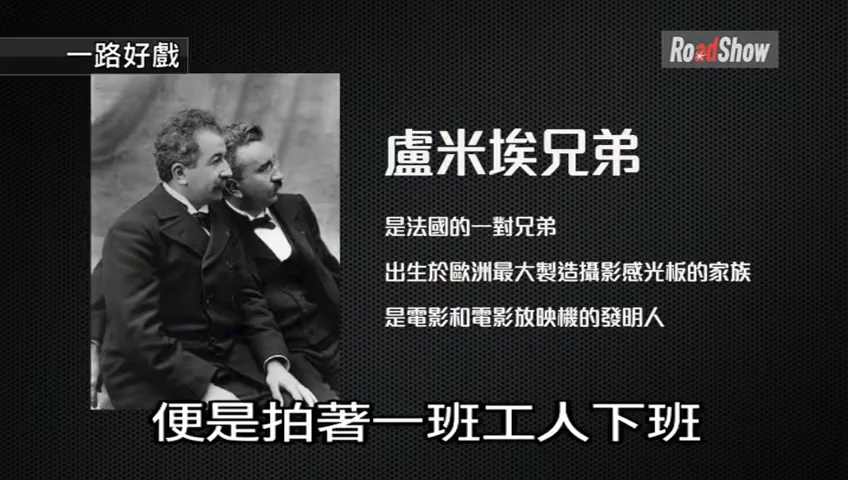 一路好戲
RoadShow
盧米埃兄弟
是法國的一對兄弟
出生於歐洲最大製造攝影感光板的家族
是電影和電影放映機的發明人
便是拍著一班工人下班